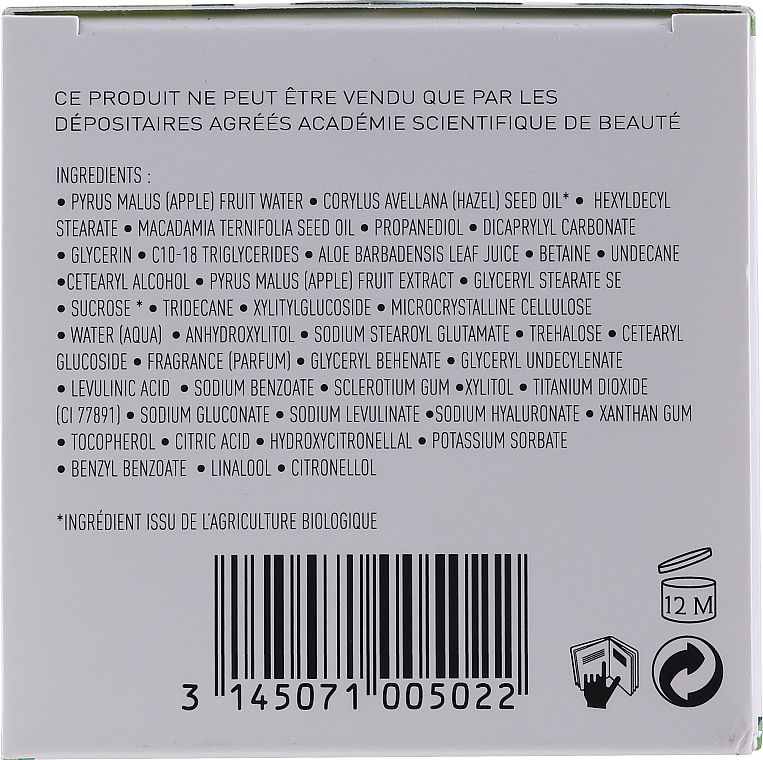 CE PRODUIT NE PEUT ÊTRE VENDU QUE PAR LES
DÉPOSITAIRES AGRÉÉS ACADÉMIE SCIENTIFIQUE DE BEAUTÉ
INGREDIENTS :
• PYRUS MALUS (APPLE) FRUIT WATER • CORYLUS AVELLANA (HAZEL) SEED OIL* • HEXYLDECYL
STEARATE • MACADAMIA TERNIFOLIA SEED OIL • PROPANEDIOL • DICAPRYLYL CARBONATE
• GLYCERIN • C10-18 TRIGLYCERIDES • ALOE BARBADENSIS LEAF JUICE • BETAINE • UNDECANE
•CETEARYL ALCOHOL • PYRUS MALUS (APPLE) FRUIT EXTRACT • GLYCERYL STEARATE SE
• SUCROSE * • TRIDECANE • XYLITYLGLUCOSIDE • MICROCRYSTALLINE CELLULOSE
• WATER (AQUA) • ANHYDROXYLITOL • SODIUM STEAROYL GLUTAMATE • TREHALOSE • CETEARYL
GLUCOSIDE • FRAGRANCE (PARFUM) • GLYCERYL BEHENATE • GLYCERYL UNDECYLENATE
• LEVULINIC ACID • SODIUM BENZOATE • SCLEROTIUM GUM •XYLITOL • TITANIUM DIOXIDE
(CI 77891) • SODIUM GLUCONATE • SODIUM LEVULINATE •SODIUM HYALURONATE • XANTHAN GUM
• TOCOPHEROL • CITRIC ACID • HYDROXYCITRONELLAL • POTASSIUM SORBATE
• BENZYL BENZOATE • LINALOOL • CITRONELLOL
*INGRÉDIENT ISSU DE L'AGRICULTURE BIOLOGIQUE
12 M
3 145071 005022